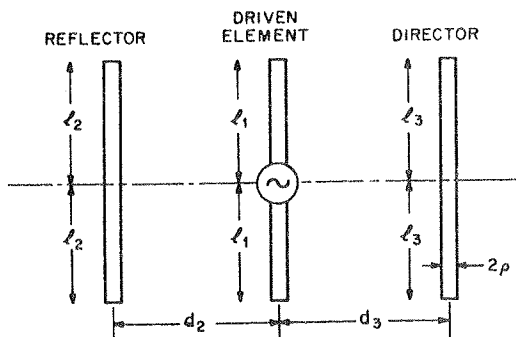 REFLECTOR
DRIVEN
ELEMENT
DIRECTOR
ℓ2
ℓ1
ℓ3
ℓ2
ℓ1
ℓ3
2ρ
d2
d3